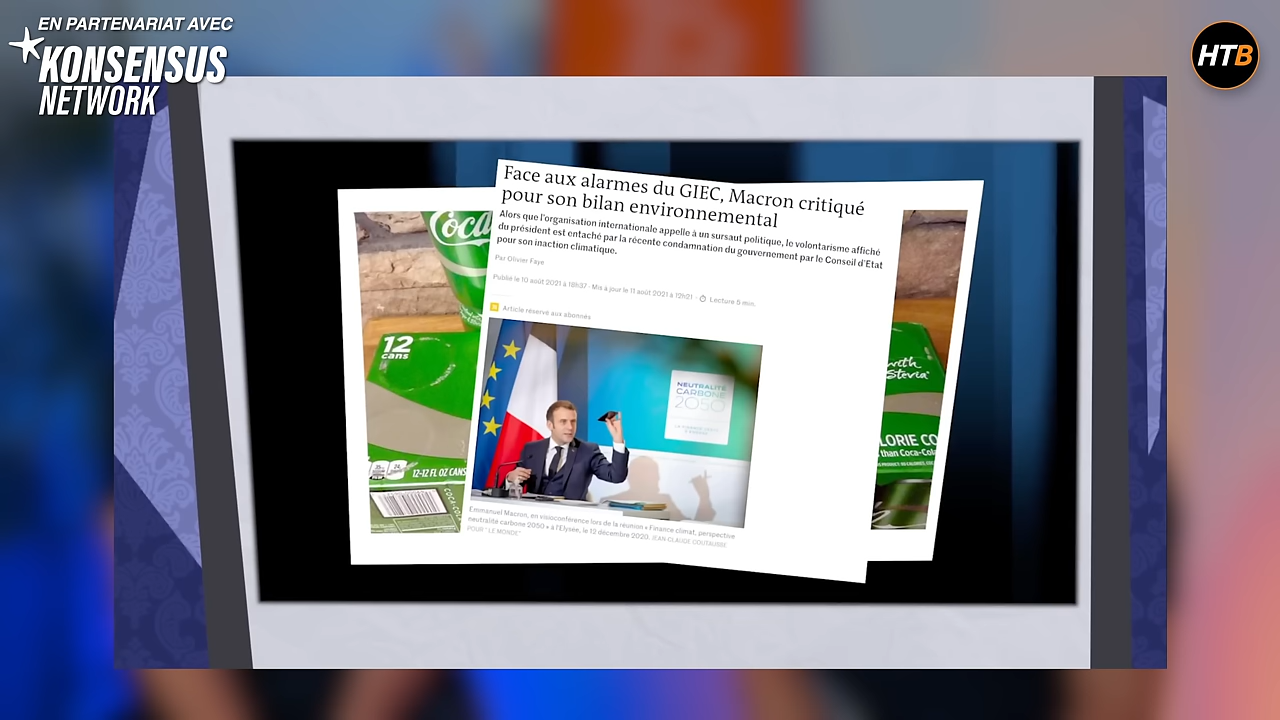 EN PARTENARIAT AVEC
KONSENSUS
NETWORK
HTB
Face aux alarmes du GIEC, Macron critiqué
pour son bilan environnemental
Alors que l'organisation internationale appelle à un sursaut politique, le volontarisme affiché
du président est entaché par la récente condamnation du gouvernement par le Conseil d'Etat
pour son inaction climatique.
Par Olivier Faye
Publié le 10 août 2021 à 18h37 - Mis à jour le 11 août 2021 à 12h21 - Lecture 5 min.
Article réservé aux abonnés
NEUTRALITÉ
CARBONE
2050
Emmanuel Macron, en visioconférence lors de la réunion « Finance climat, perspective
neutralité carbone 2050 » à l'Elysée, le 12 décembre 2020. JEAN-CLAUDE COUTAUSSE
POUR "LE MONDE"
Coca
12
cans
12-12 FL OZ CANS
COCA-CO
with
Stevia
LORIE CO
than Coca-Cola